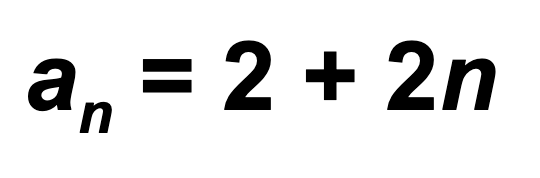 aₙ = 2 + 2n